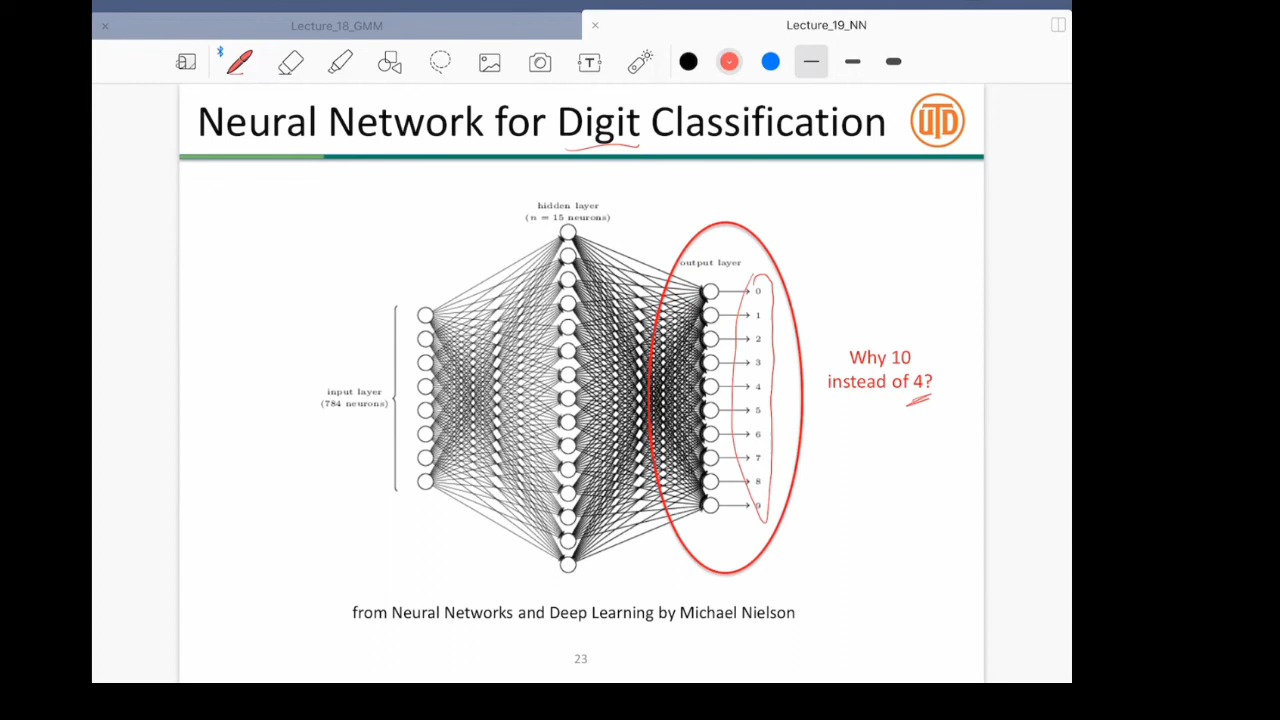 Lecture_18_GMM
Lecture_19_NN
T
Neural Network for Digit Classification
UTD
hidden layer
(n = 15 neurons)
output layer
0
1
2
3
4
5
6
7
8
9
input layer
(784 neurons)
Why 10
instead of 4?
from Neural Networks and Deep Learning by Michael Nielson
23